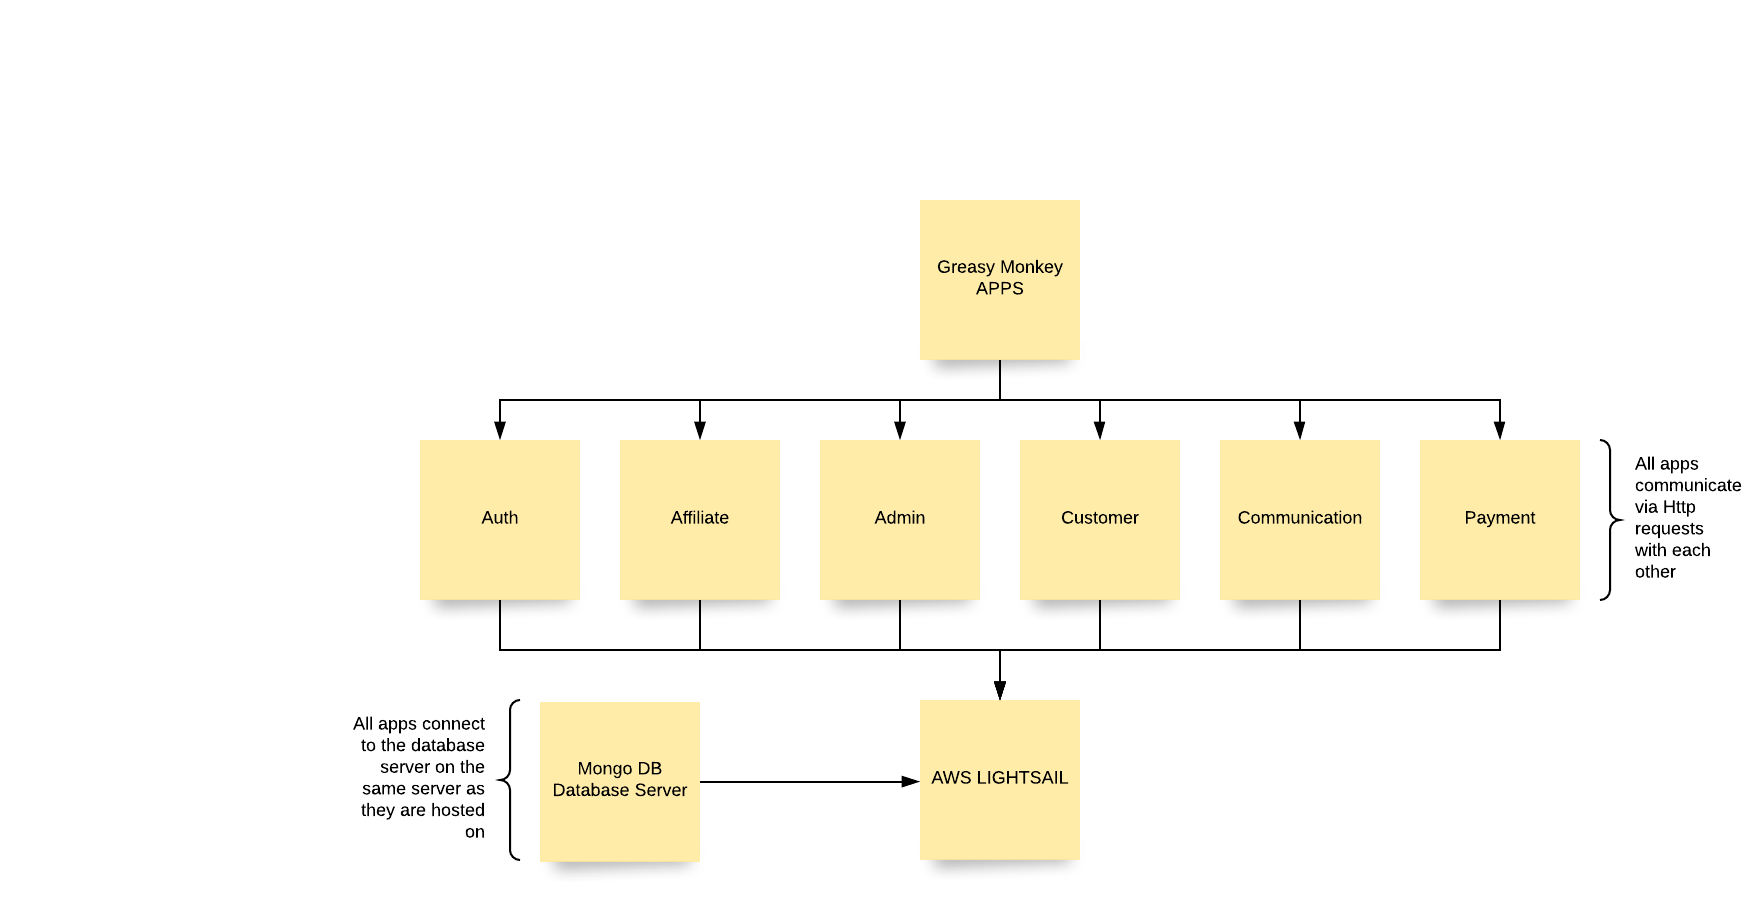 Greasy Monkey
APPS
Auth
Affiliate
Admin
Customer
Communication
Payment
All apps
communicate
via Http
requests
with each
other
All apps connect
to the database
server on the
same server as
they are hosted
on
Mongo DB
Database Server
AWS LIGHTSAIL